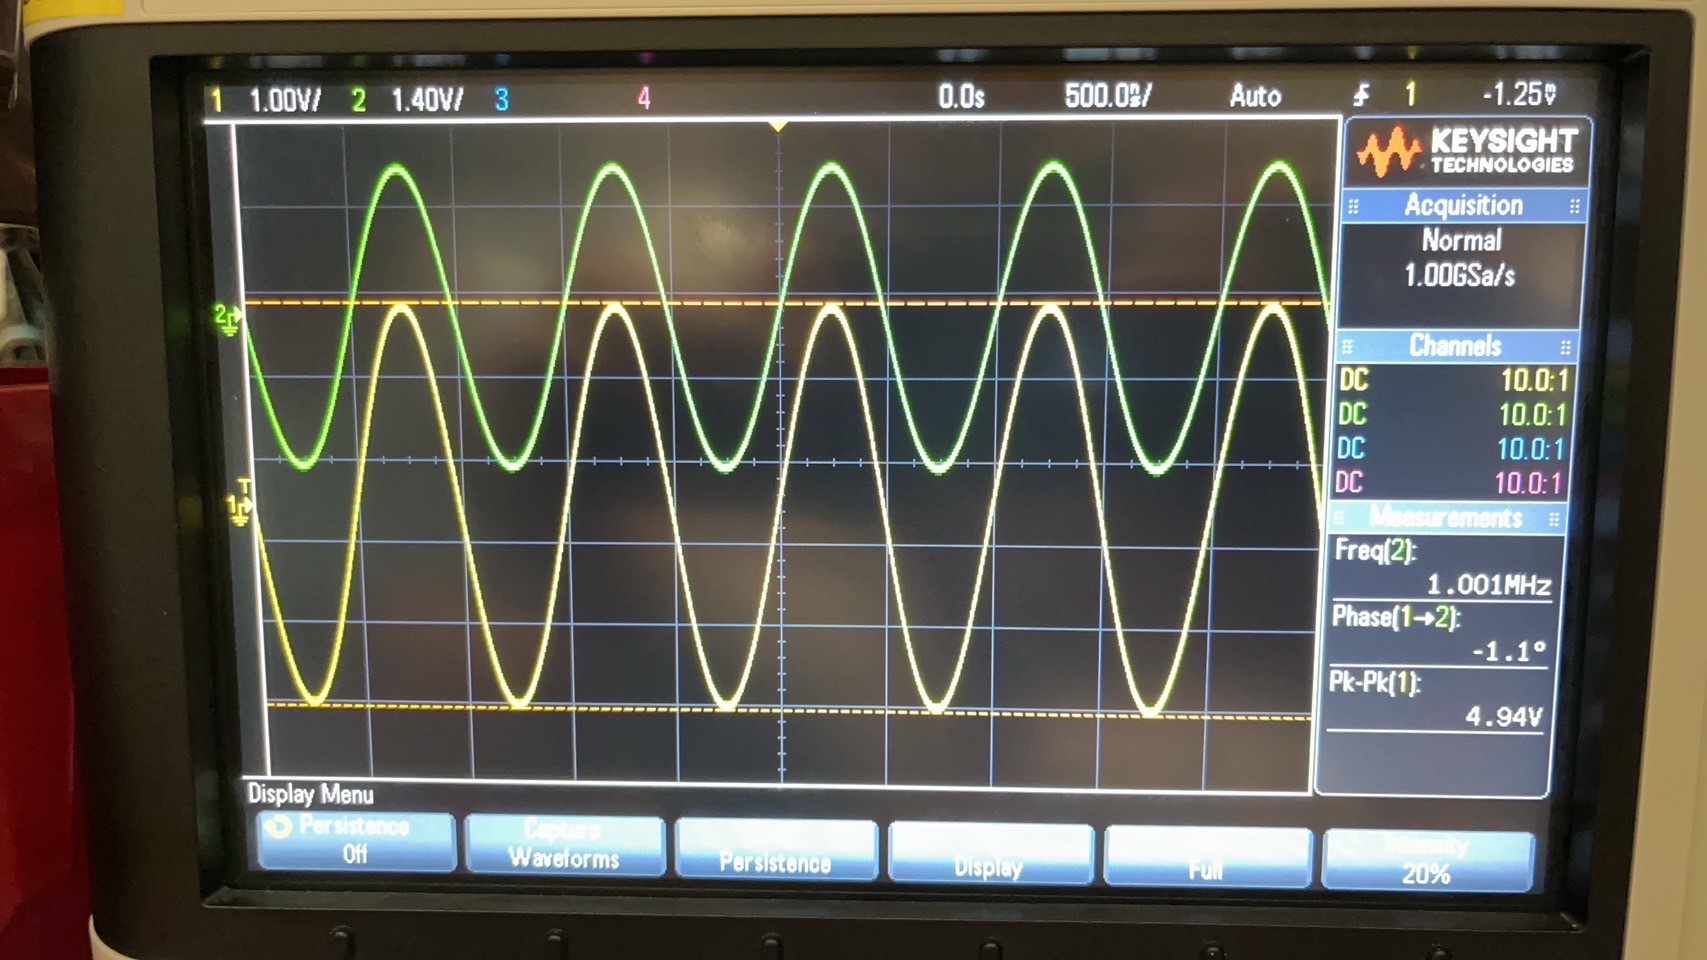 1 1.00V/ 2 1.40V/ 3 4 0.0s 500.0ns/ Auto 1 -1.25mV
KEYSIGHT
TECHNOLOGIES
Acquisition
Normal
1.00GSa/s
2
Channels
DC 10.0:1
DC 10.0:1
DC 10.0:1
DC 10.0:1
T
1
Measurements
Freq(2):
1.001MHz
Phase(1→2):
-1.1°
Pk-Pk(1):
4.94V
Display Menu
Persistence
Off
Capture
Waveforms
Persistence
Display
Full
20%